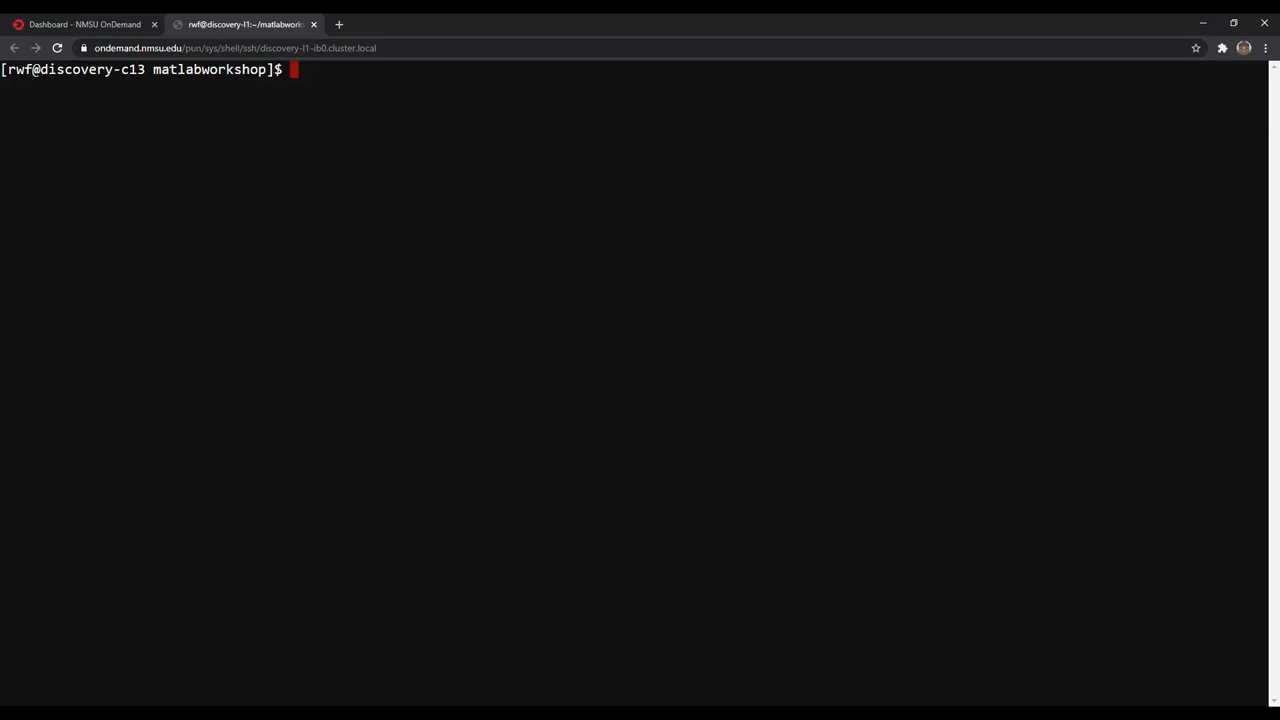 Dashboard - NMSU OnDemand
rwf@discovery-l1:~/matlabwork
ondemand.nmsu.edu/pun/sys/shell/ssh/discovery-l1-ib0.cluster.local
[rwf@discovery-c13 matlabworkshop]$